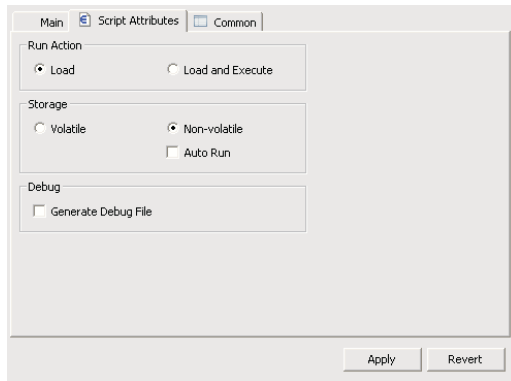 Main Script Attributes Common
Run Action
Load Load and Execute
Storage
Volatile Non-volatile
Auto Run
Debug
Generate Debug File
Apply Revert